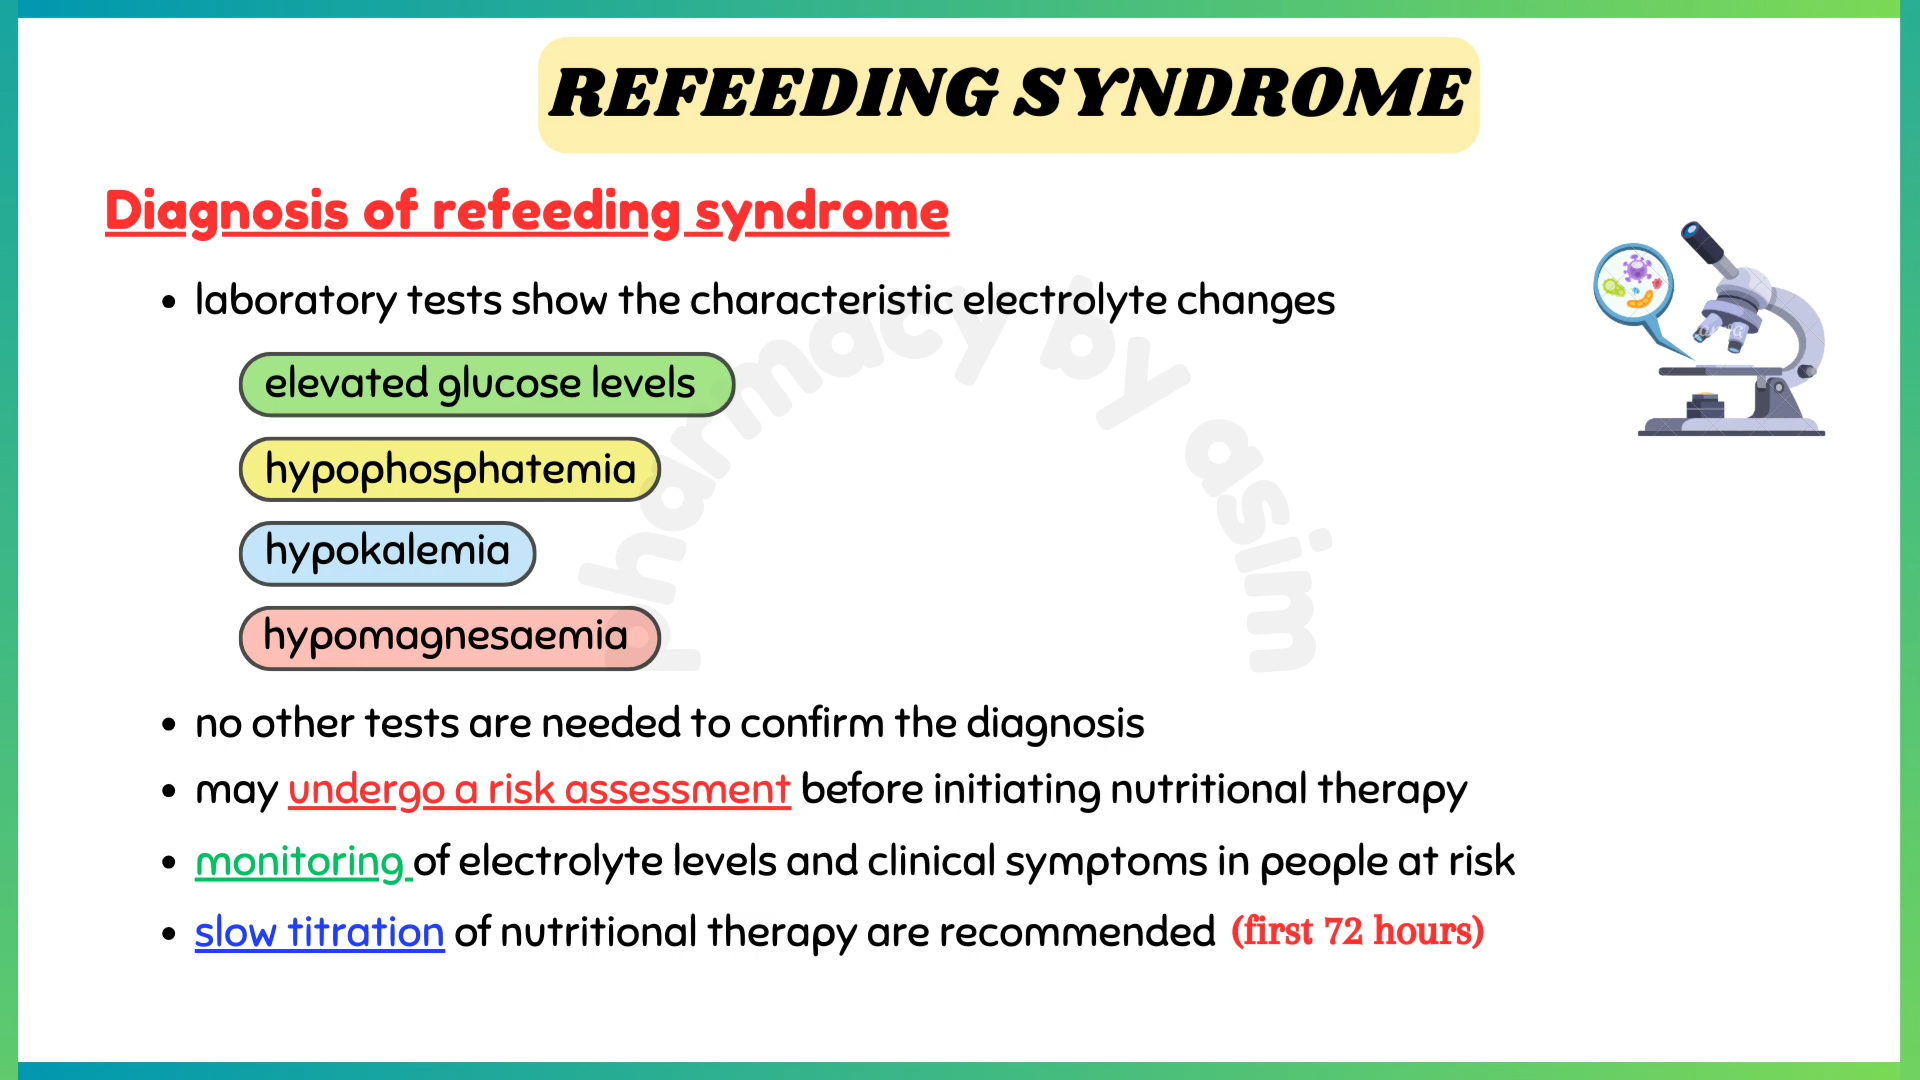 REFEEDING SYNDROME
Diagnosis of refeeding syndrome
• laboratory tests show the characteristic electrolyte changes
elevated glucose levels
hypophosphatemia
hypokalemia
hypomagnesaemia
• no other tests are needed to confirm the diagnosis
• may undergo a risk assessment before initiating nutritional therapy
• monitoring of electrolyte levels and clinical symptoms in people at risk
• slow titration of nutritional therapy are recommended (first 72 hours)
pharmacy by asim